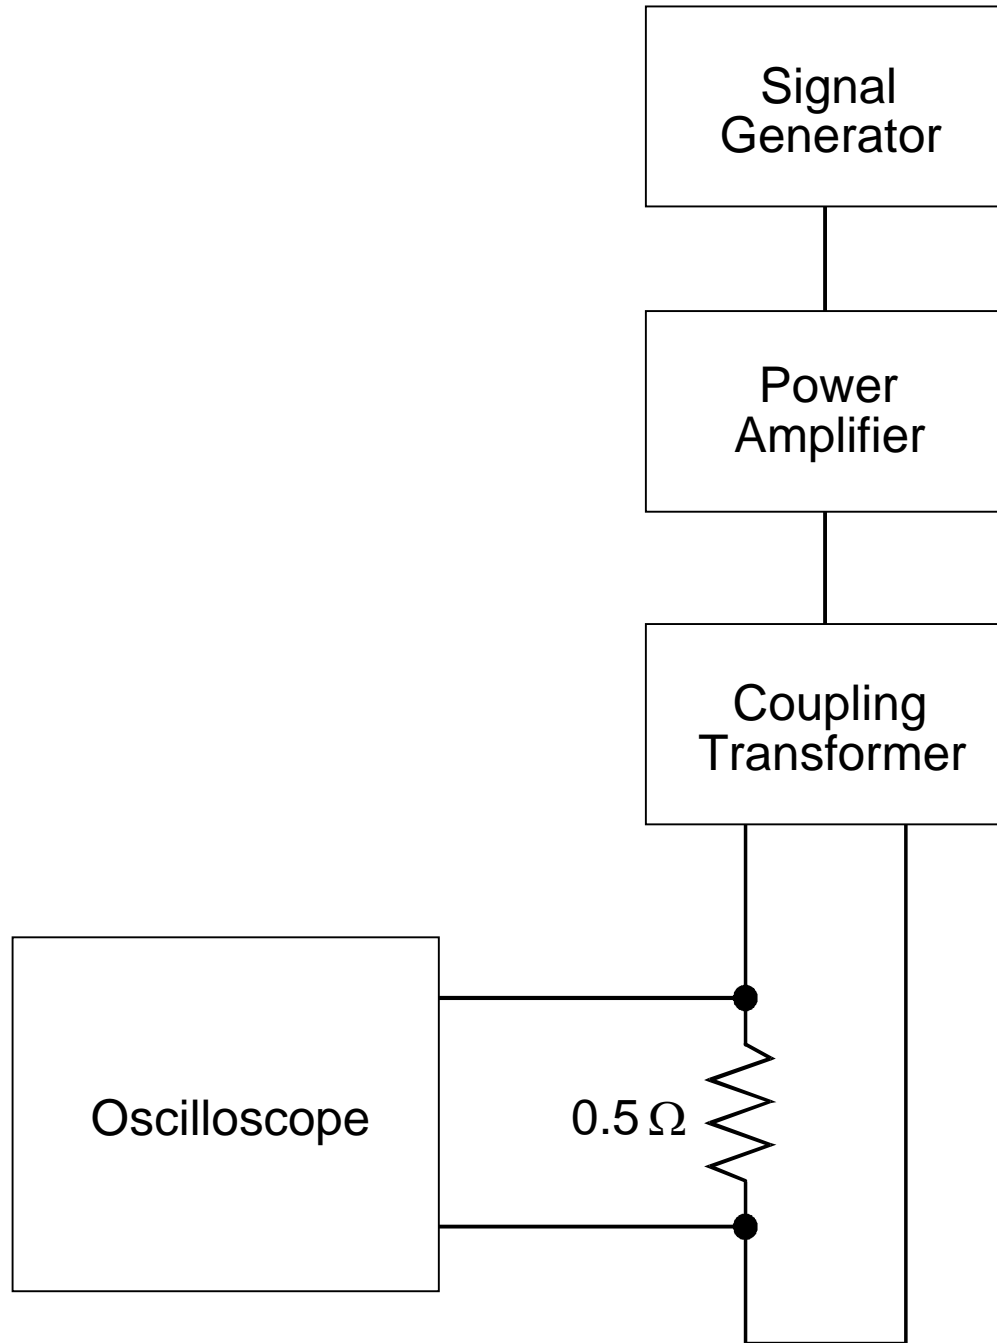 Signal
Generator
Power
Amplifier
Coupling
Transformer
Oscilloscope
0.5 Ω